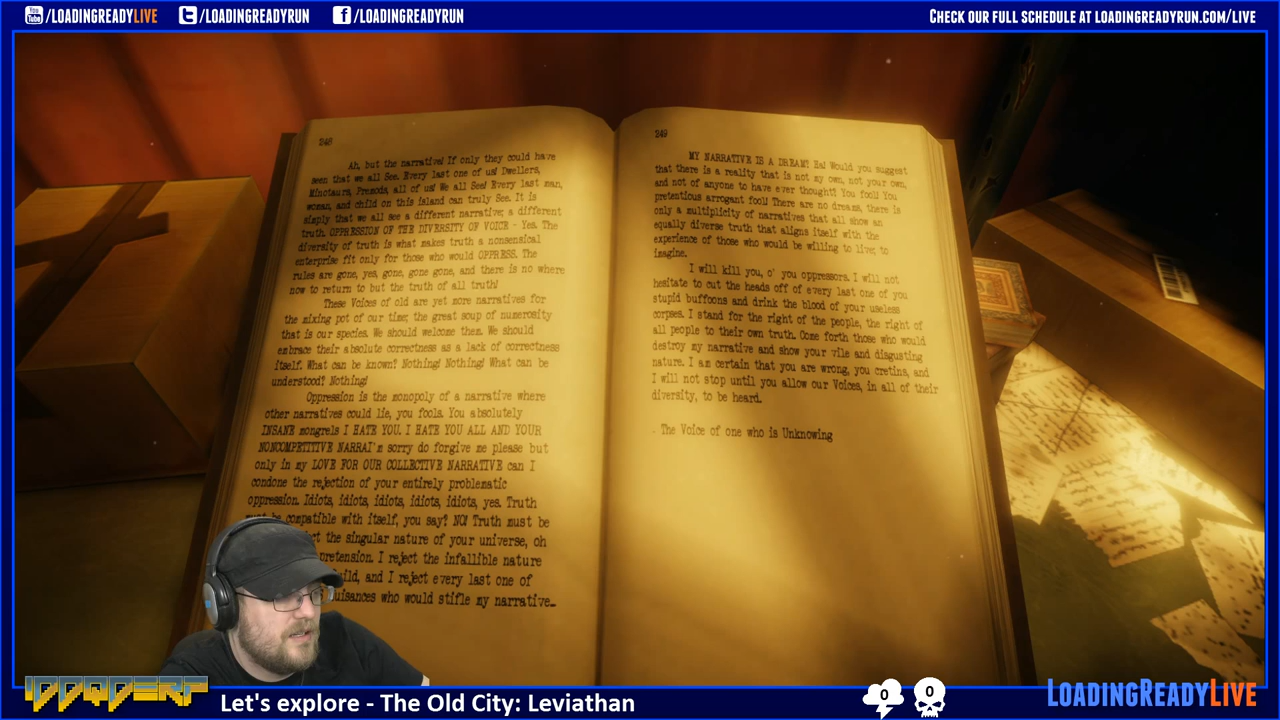 /LOADINGREADYLIVE
/LOADINGREADYRUN
/LOADINGREADYRUN
CHECK OUR FULL SCHEDULE AT LOADINGREADYRUN.COM/LIVE
248
Ah, but the narrative! If only they could have
seen that we all See. Every last one of us! Dwellers,
Minotaurs, Premods, all of us! We all See! Every last man,
woman, and child on this island can truly See. It is
simply that we all see a different narrative; a different
truth. OPPRESSION OF THE DIVERSITY OF VOICE - Yes. The
diversity of truth is what makes truth a nonsensical
enterprise fit only for those who would OPPRESS. The
rules are gone, yes, gone, gone gone, and there is no where
now to return to but the truth of all truth!
These Voices of old are yet more narratives for
the mixing pot of our time; the great soup of numerosity
that is our species. We should welcome them. We should
embrace their absolute correctness as a lack of correctness
itself. What can be known? Nothing! Nothing! What can be
understood? Nothing!
Oppression is the monopoly of a narrative where
other narratives could lie, you fools. You absolutely
INSANE mongrels I HATE YOU. I HATE YOU ALL AND YOUR
NONCOMPETITIVE NARRAI'm sorry do forgive me please but
only in my LOVE FOR OUR COLLECTIVE NARRATIVE can I
condone the rejection of your entirely problematic
oppression. Idiots, idiots, idiots, idiots, idiots, yes. Truth
must be compatible with itself, you say? NO! Truth must be
the singular nature of your universe, oh
pretension. I reject the infallible nature
and I reject every last one of
who would stifle my narrative…
249
MY NARRATIVE IS A DREAM? Ha! Would you suggest
that there is a reality that is not my own, not your own,
and not of anyone to have ever thought? You fool! You
pretentious arrogant fool! There are no dreams, there is
only a multiplicity of narratives that all show an
equally diverse truth that aligns itself with the
experience of those who would be willing to live; to
imagine.
I will kill you, o' you oppressors. I will not
hesitate to cut the heads off of every last one of you
stupid buffoons and drink the blood of your useless
corpses. I stand for the right of the people, the right of
all people to their own truth. Come forth those who would
destroy my narrative and show your vile and disgusting
nature. I am certain that you are wrong, you cretins, and
I will not stop until you allow our Voices, in all of their
diversity, to be heard.
- The Voice of one who is Unknowing
IDDQDERP
Let's explore - The Old City: Leviathan
0
0
LOADINGREADYLIVE